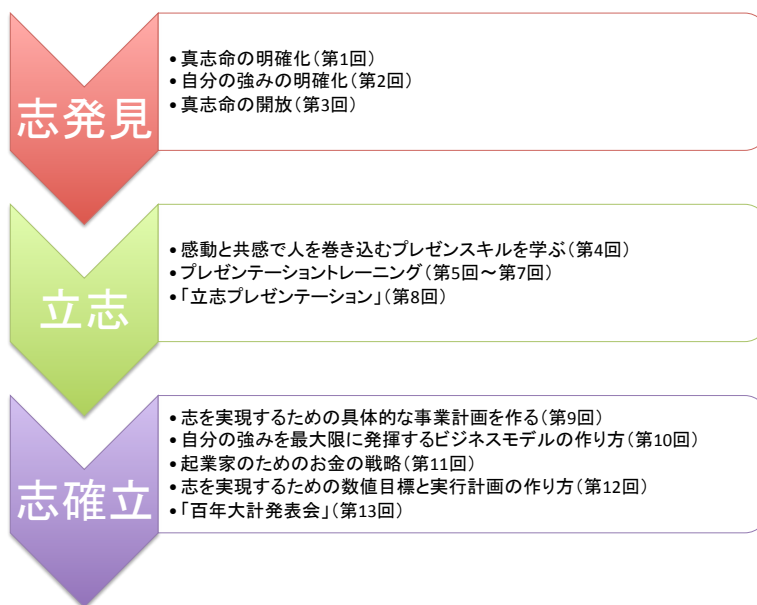 志発見
• 真志命の明確化（第1回）
• 自分の強みの明確化（第2回）
• 真志命の開放（第3回）
立志
• 感動と共感で人を巻き込むプレゼンスキルを学ぶ（第4回）
• プレゼンテーショントレーニング（第5回～第7回）
• 「立志プレゼンテーション」（第8回）
志確立
• 志を実現するための具体的な事業計画を作る（第9回）
• 自分の強みを最大限に発揮するビジネスモデルの作り方（第10回）
• 起業家のためのお金の戦略（第11回）
• 志を実現するための数値目標と実行計画の作り方（第12回）
• 「百年大計発表会」（第13回）